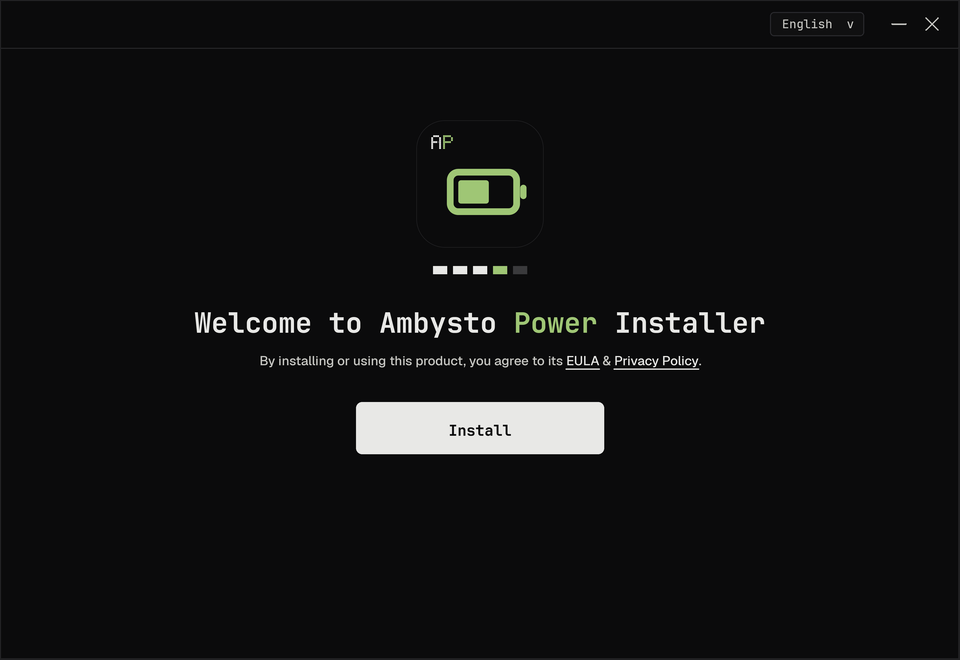 English v
AP
Welcome to Ambysto Power Installer
By installing or using this product, you agree to its EULA & Privacy Policy.
Install